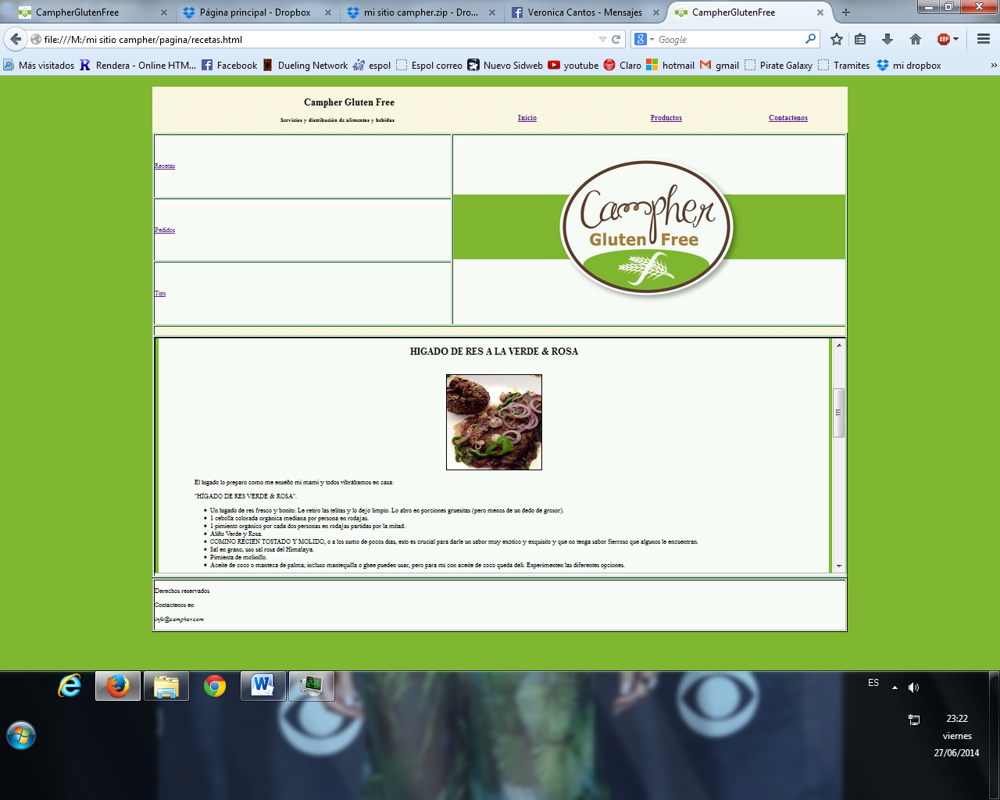 CampherGlutenFree
Página principal - Dropbox
mi sitio campher.zip - Dro...
Veronica Cantos - Mensajes
CampherGlutenFree
file:///M:/mi sitio campher/pagina/recetas.html
Google
ABP
Más visitados
Rendera - Online HTM...
Facebook
Dueling Network
espol
Espol correo
Nuevo Sidweb
youtube
Claro
hotmail
gmail
Pirate Galaxy
Tramites
mi dropbox
»
Campher Gluten Free
Servicios y distribución de alimentos y bebidas
Inicio
Productos
Contactenos
Recetas
Pedidos
Tips
Campher
Gluten Free
HIGADO DE RES A LA VERDE & ROSA
El hígado lo preparo como me enseñó mi mami y todos vibrábamos en casa:
"HÍGADO DE RES VERDE & ROSA".
Un hígado de res fresco y bonito. Le retiro las telitas y lo dejo limpio. Lo abro en porciones gruesitas (pero menos de un dedo de grosor).
1 cebolla colorada orgánica mediana por persona en rodajas.
1 pimiento orgánico por cada dos personas en rodajas partidas por la mitad.
Aliño Verde y Rosa.
COMINO RECIÉN TOSTADO Y MOLIDO, o a los sumo de pocos días, esto es crucial para darle un sabor muy exótico y exquisito y que no tenga sabor fierroso que algunos le encuentran.
Sal en grano, uso sal rosa del Himalaya.
Pimienta de molinillo.
Aceite de coco o manteca de palma; incluso mantequilla o ghee pueden usar, pero para mi con aceite de coco queda deli. Experimenten las diferentes opciones.
Derechos reservados
Contactenos en
info@campher.com
ES
23:22
viernes
27/06/2014